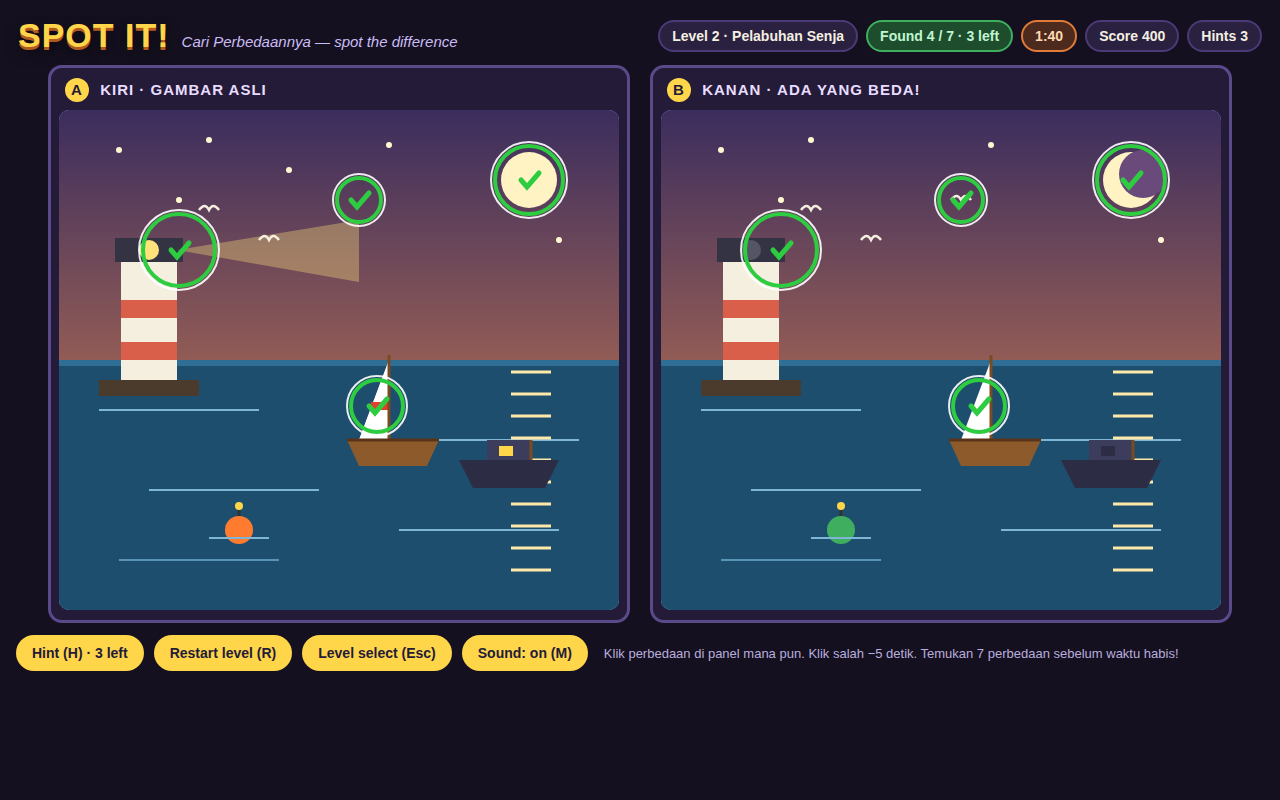 SPOT IT! Cari Perbedaannya — spot the difference
Level 2 · Pelabuhan Senja
Found 4 / 7 · 3 left
1:40
Score 400
Hints 3
A KIRI · GAMBAR ASLI
B KANAN · ADA YANG BEDA!
Hint (H) · 3 left
Restart level (R)
Level select (Esc)
Sound: on (M)
Klik perbedaan di panel mana pun. Klik salah −5 detik. Temukan 7 perbedaan sebelum waktu habis!